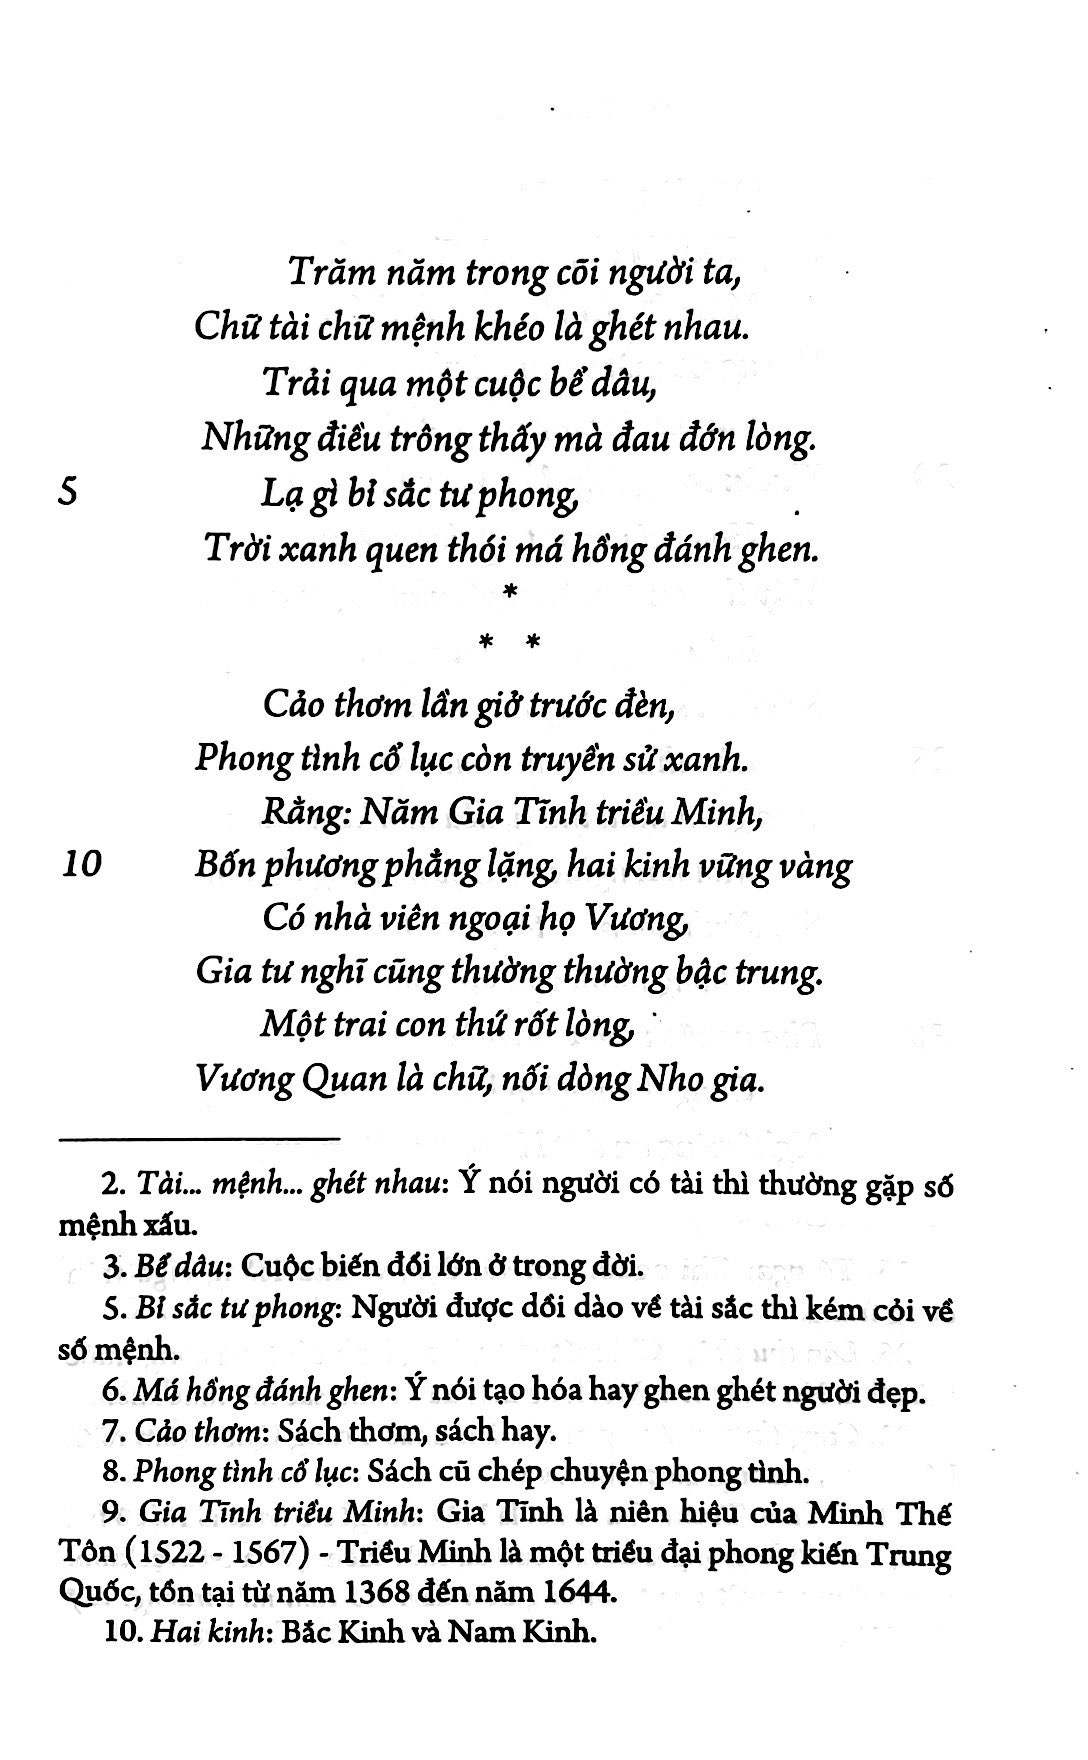 Trăm năm trong cõi người ta,
Chữ tài chữ mệnh khéo là ghét nhau.
Trải qua một cuộc bể dâu,
Những điều trông thấy mà đau đớn lòng.
5 Lạ gì bỉ sắc tư phong,
Trời xanh quen thói má hồng đánh ghen.
*
* *
Cảo thơm lần giở trước đèn,
Phong tình cổ lục còn truyền sử xanh.
Rằng: Năm Gia Tĩnh triều Minh,
10 Bốn phương phẳng lặng, hai kinh vững vàng
Có nhà viên ngoại họ Vương,
Gia tư nghĩ cũng thường thường bậc trung.
Một trai con thứ rốt lòng,
Vương Quan là chữ, nối dòng Nho gia.
2. Tài... mệnh... ghét nhau: Ý nói người có tài thì thường gặp số
mệnh xấu.
3. Bể dâu: Cuộc biến đổi lớn ở trong đời.
5. Bỉ sắc tư phong: Người được dồi dào về tài sắc thì kém cỏi về
số mệnh.
6. Má hồng đánh ghen: Ý nói tạo hóa hay ghen ghét người đẹp.
7. Cảo thơm: Sách thơm, sách hay.
8. Phong tình cổ lục: Sách cũ chép chuyện phong tình.
9. Gia Tĩnh triều Minh: Gia Tĩnh là niên hiệu của Minh Thế
Tôn (1522 - 1567) - Triều Minh là một triều đại phong kiến Trung
Quốc, tồn tại từ năm 1368 đến năm 1644.
10. Hai kinh: Bắc Kinh và Nam Kinh.